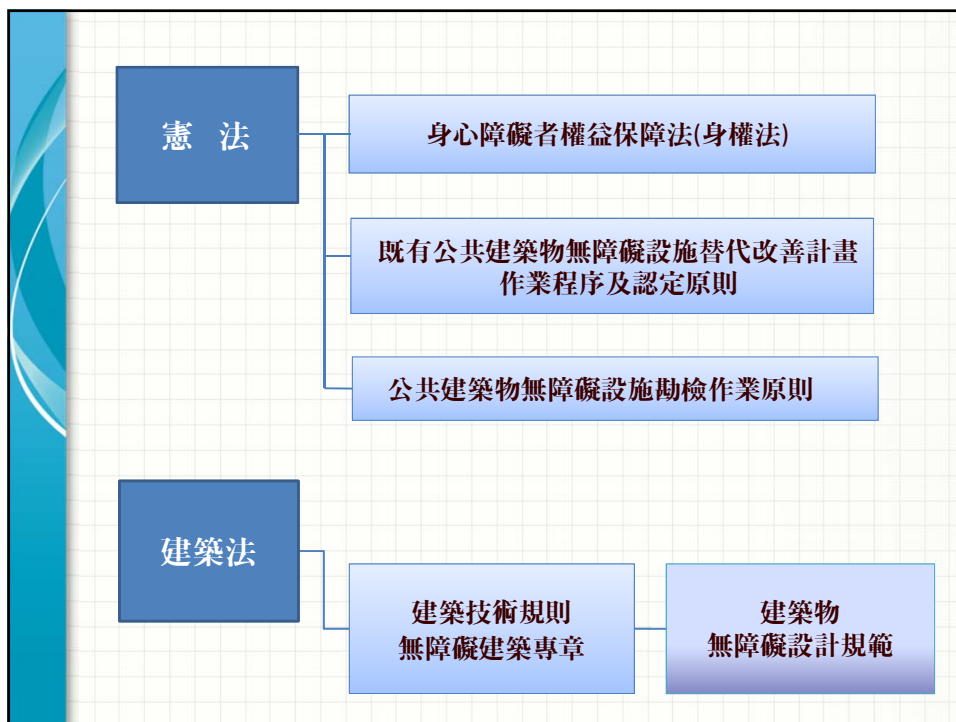 憲 法
身心障礙者權益保障法(身權法)
既有公共建築物無障礙設施替代改善計畫
作業程序及認定原則
公共建築物無障礙設施勘檢作業原則
建築法
建築技術規則
無障礙建築專章
建築物
無障礙設計規範